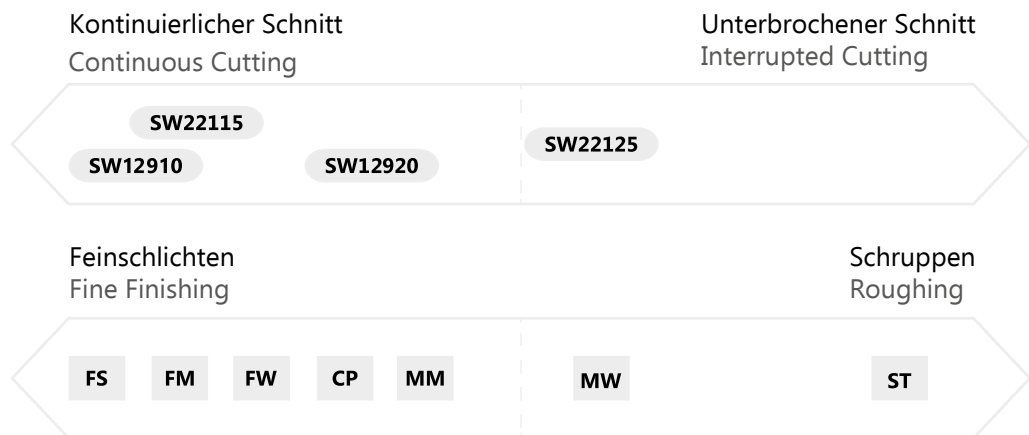 Kontinuierlicher Schnitt
Continuous Cutting
Unterbrochener Schnitt
Interrupted Cutting
SW22115
SW12910
SW12920
SW22125
Feinschlichten
Fine Finishing
Schruppen
Roughing
FS FM FW CP MM MW ST